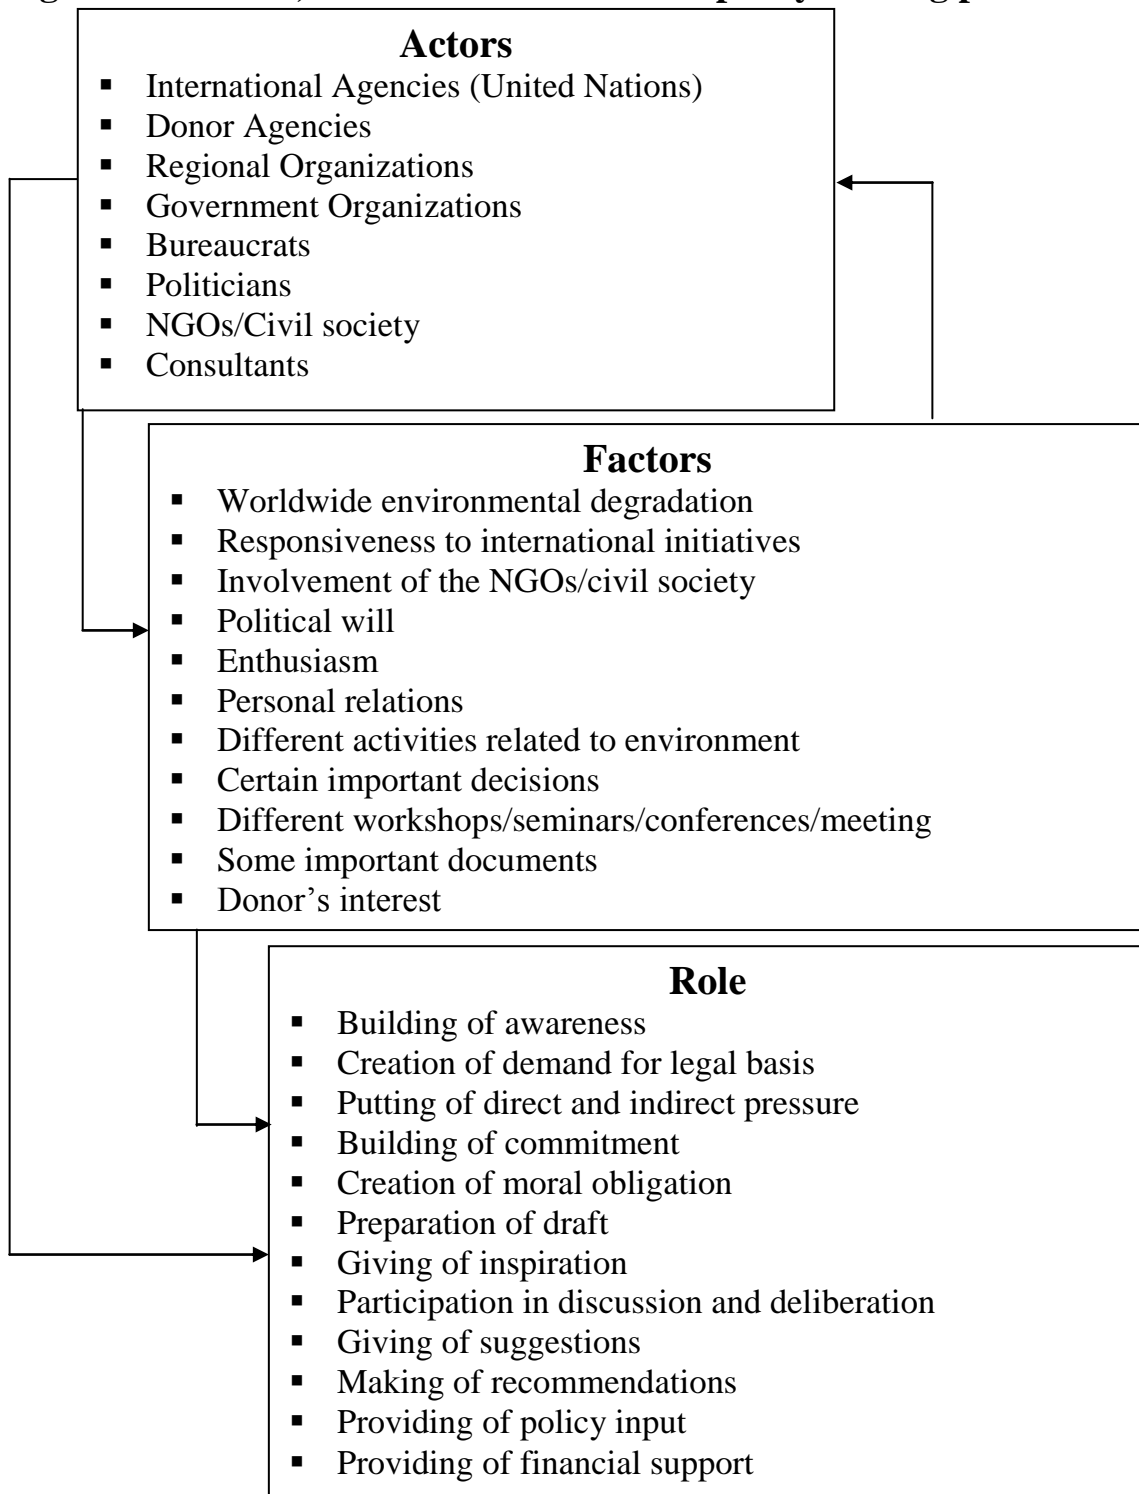 Actors
▪ International Agencies (United Nations)
▪ Donor Agencies
▪ Regional Organizations
▪ Government Organizations
▪ Bureaucrats
▪ Politicians
▪ NGOs/Civil society
▪ Consultants
Factors
▪ Worldwide environmental degradation
▪ Responsiveness to international initiatives
▪ Involvement of the NGOs/civil society
▪ Political will
▪ Enthusiasm
▪ Personal relations
▪ Different activities related to environment
▪ Certain important decisions
▪ Different workshops/seminars/conferences/meeting
▪ Some important documents
▪ Donor’s interest
Role
▪ Building of awareness
▪ Creation of demand for legal basis
▪ Putting of direct and indirect pressure
▪ Building of commitment
▪ Creation of moral obligation
▪ Preparation of draft
▪ Giving of inspiration
▪ Participation in discussion and deliberation
▪ Giving of suggestions
▪ Making of recommendations
▪ Providing of policy input
▪ Providing of financial support